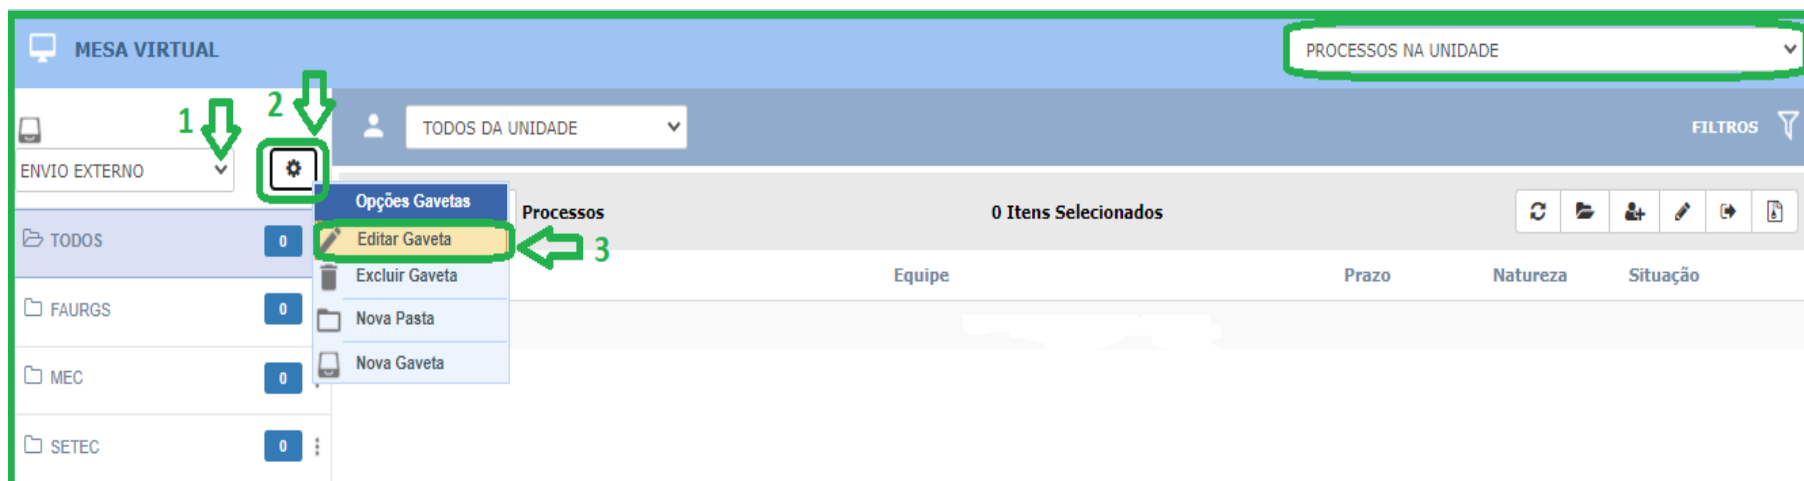 MESA VIRTUAL
PROCESSOS NA UNIDADE
1
2
TODOS DA UNIDADE
FILTROS
ENVIO EXTERNO
Opções Gavetas
Processos
0 Itens Selecionados
TODOS
0
Editar Gaveta
3
Excluir Gaveta
Equipe
Prazo
Natureza
Situação
FAURGS
0
Nova Pasta
Nova Gaveta
MEC
0
SETEC
0